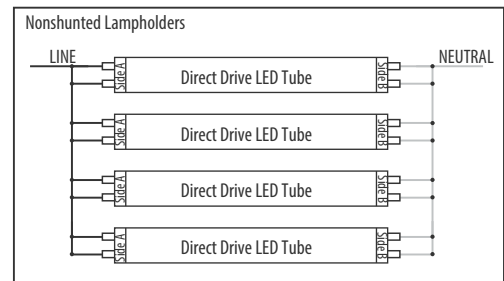 Nonshunted Lampholders
LINE NEUTRAL
Side A Direct Drive LED Tube Side B
Side A Direct Drive LED Tube Side B
Side A Direct Drive LED Tube Side B
Side A Direct Drive LED Tube Side B